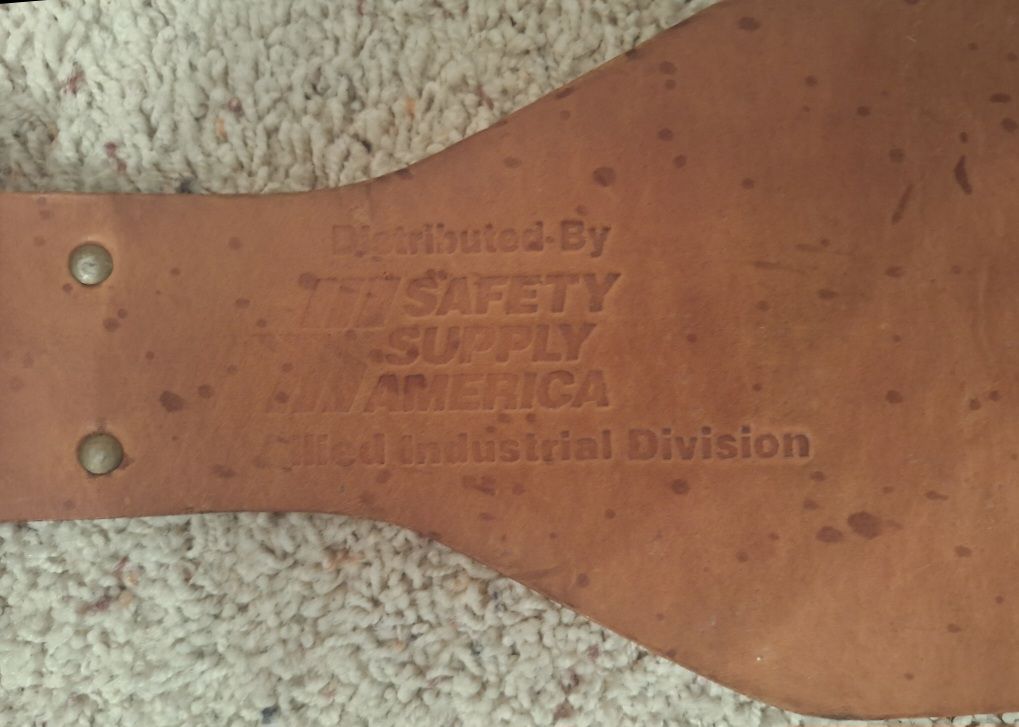 Distributed By
SAFETY
SUPPLY
AMERICA
Allied Industrial Division